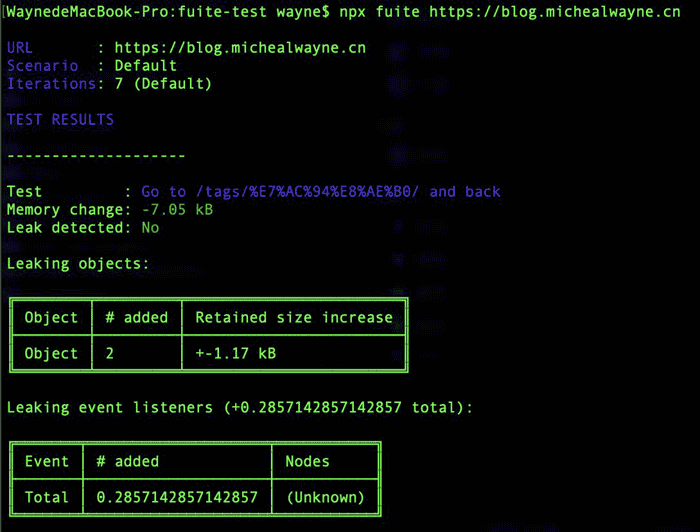 WaynedeMacBook-Pro:fuite-test wayne$ npx fuite https://blog.michealwayne.cn
URL : https://blog.michealwayne.cn
Scenario : Default
Iterations: 7 (Default)
TEST RESULTS
--------------------
Test : Go to /tags/%E7%AC%94%E8%AE%B0/ and back
Memory change: -7.05 kB
Leak detected: No
Leaking objects:
Object # added Retained size increase
Object 2 +-1.17 kB
Leaking event listeners (+0.2857142857142857 total):
Event # added Nodes
Total 0.2857142857142857 (Unknown)